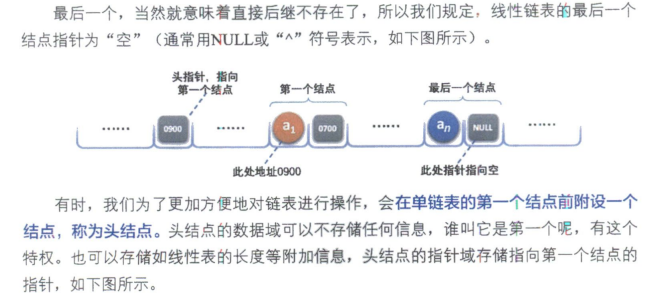 最后一个，当然就意味着直接后继不存在了，所以我们规定，线性链表的最后一个
结点指针为“空”（通常用NULL或“^”符号表示，如下图所示）。
头指针，指向
第一个结点
第一个结点
最后一个结点
…… 0900 …… a1 0700 …… an NULL ……
此处地址0900
此处指针指向空
有时，我们为了更加方便地对链表进行操作，会在单链表的第一个结点前附设一个
结点，称为头结点。头结点的数据域可以不存储任何信息，谁叫它是第一个呢，有这个
特权。也可以存储如线性表的长度等附加信息，头结点的指针域存储指向第一个结点的
指针，如下图所示。